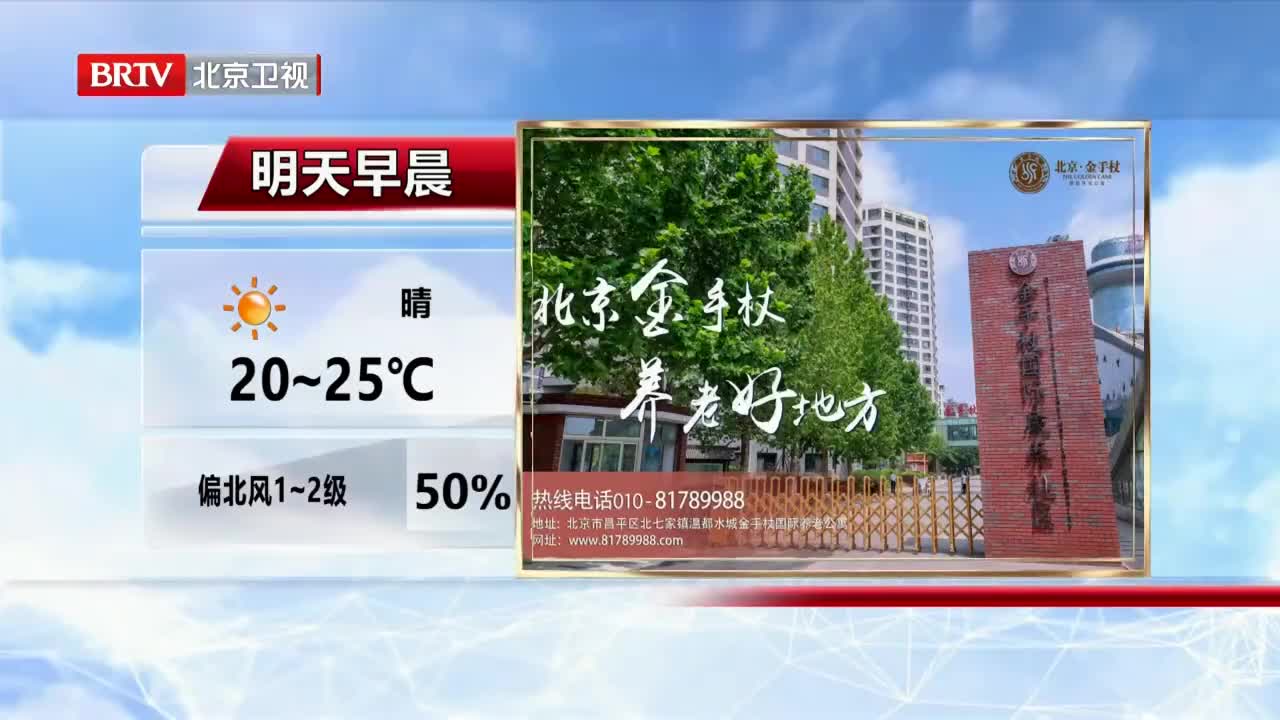 BRTV 北京卫视
明天早晨
晴
20~25℃
偏北风1~2级
50%
北京·金手杖
THE GOLDEN CANE
北京金手杖
养老好地方
热线电话010-81789988
地址：北京市昌平区北七家镇温都水城金手杖国际养老公寓
网址：www.81789988.com